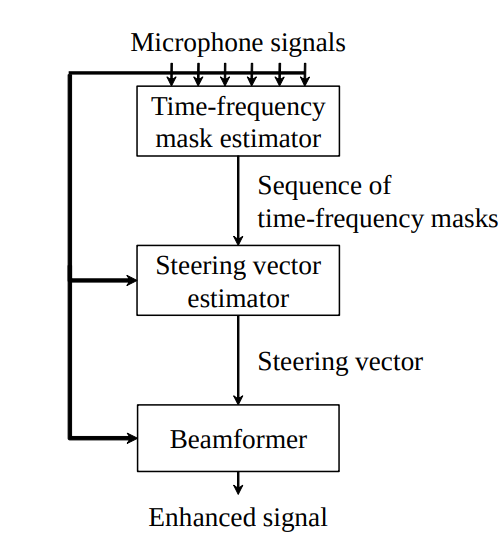 Microphone signals
Time-frequency
mask estimator
Sequence of
time-frequency masks
Steering vector
estimator
Steering vector
Beamformer
Enhanced signal